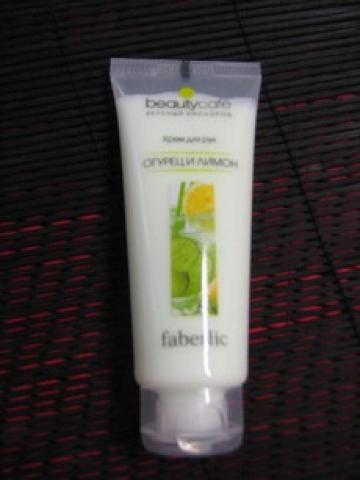 beautycafe
ВКУСНЫЙ КИСЛОРОД
Крем для рук
ОГУРЕЦ И ЛИМОН
faberlic